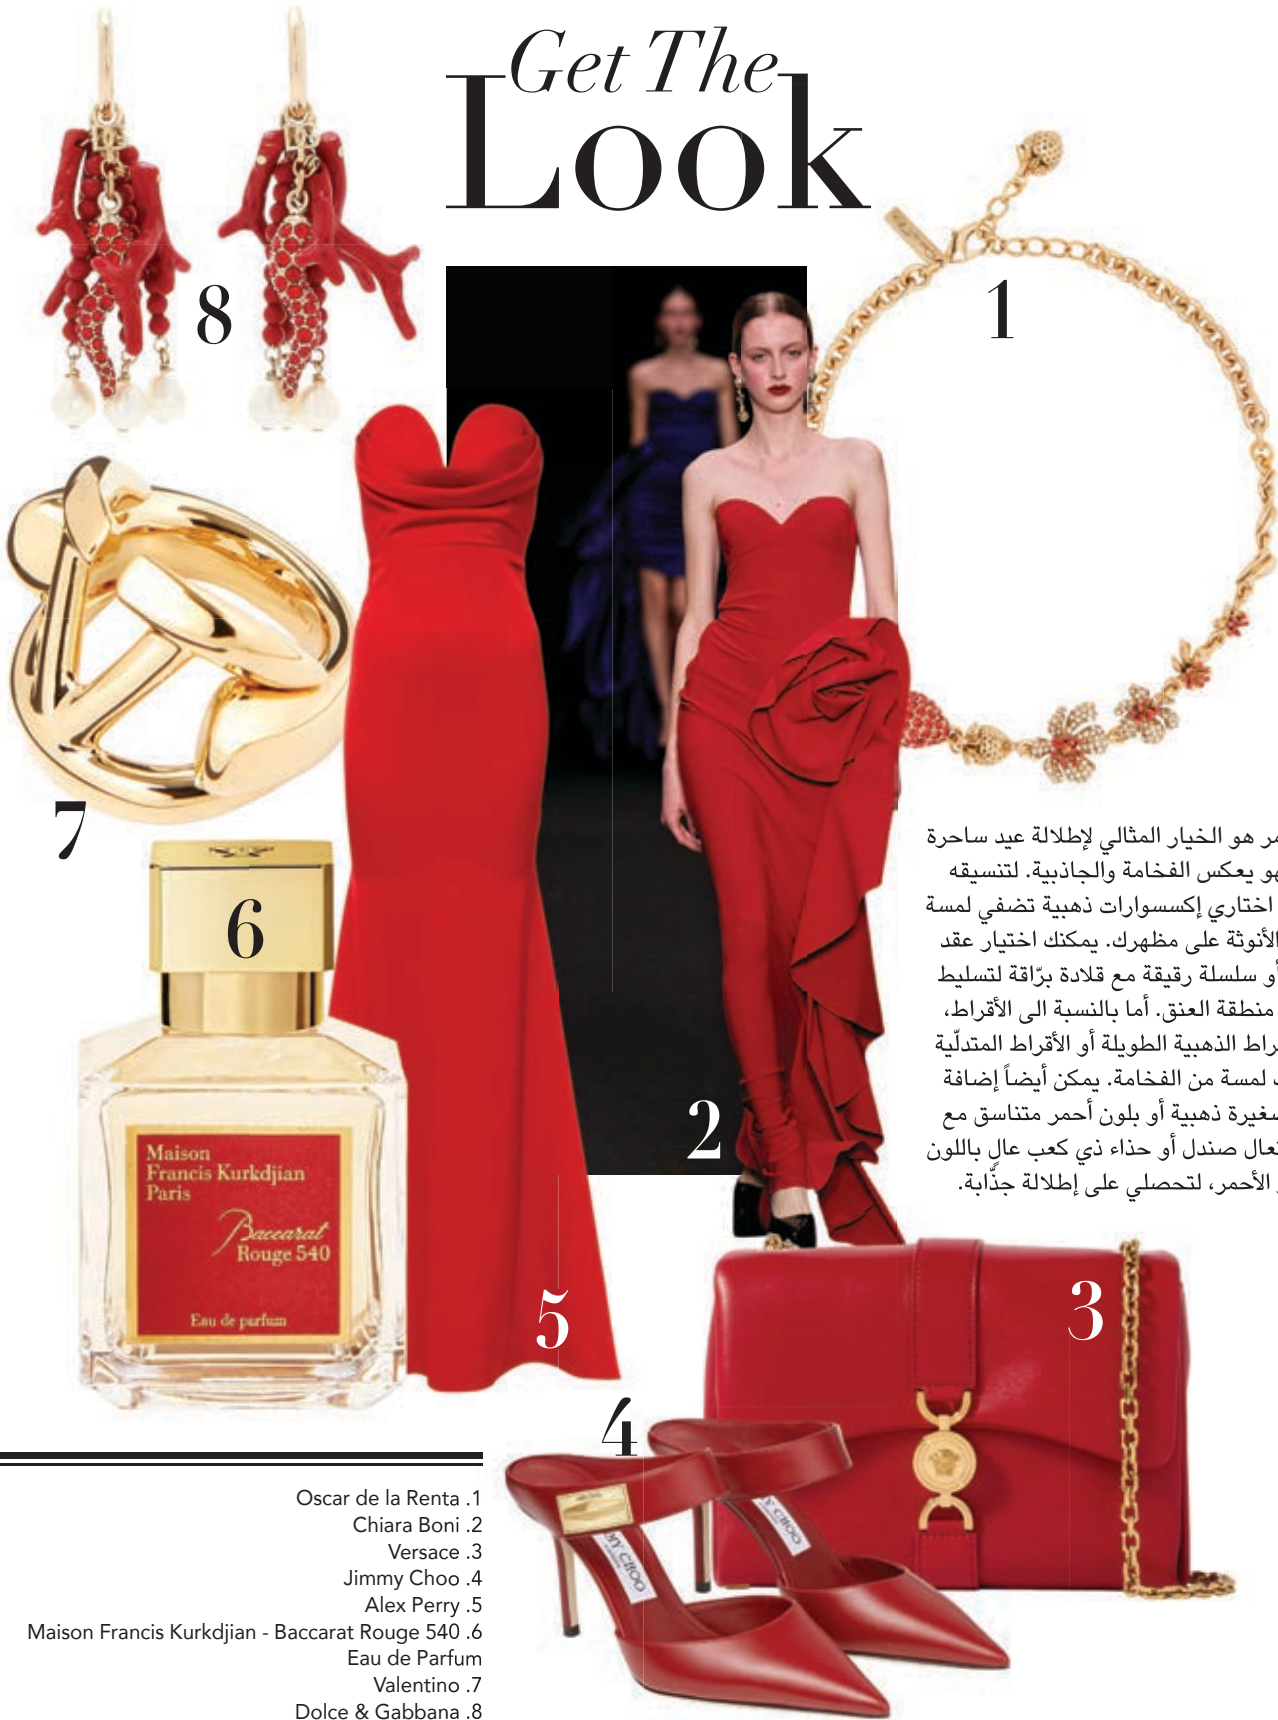 Get The
Look
8
1
7
6
Maison
Francis Kurkdjian
Paris
Baccarat
Rouge 540
Eau de parfum
2
هو الخيار المثالي لإطلالة عيد ساحرة
يعكس الفخامة والجاذبية. لتنسيقه
اختاري إكسسوارات ذهبية تضفي لمسة
الأنوثة على مظهرك. يمكنك اختيار عقد
أو سلسلة رقيقة مع قلادة برّاقة لتسليط
منطقة العنق. أما بالنسبة الى الأقراط،
الذهبية الطويلة أو الأقراط المتدلّية
لمسة من الفخامة. يمكن أيضاً إضافة
ذهبية أو بلون أحمر متناسق مع
صندل أو حذاء ذي كعب عالٍ باللون
الأحمر، لتحصلي على إطلالة جذّابة.
5
3
4
JIMMY CHOO
Oscar de la Renta .1
Chiara Boni .2
Versace .3
Jimmy Choo .4
Alex Perry .5
Maison Francis Kurkdjian - Baccarat Rouge 540 .6
Eau de Parfum
Valentino .7
Dolce & Gabbana .8